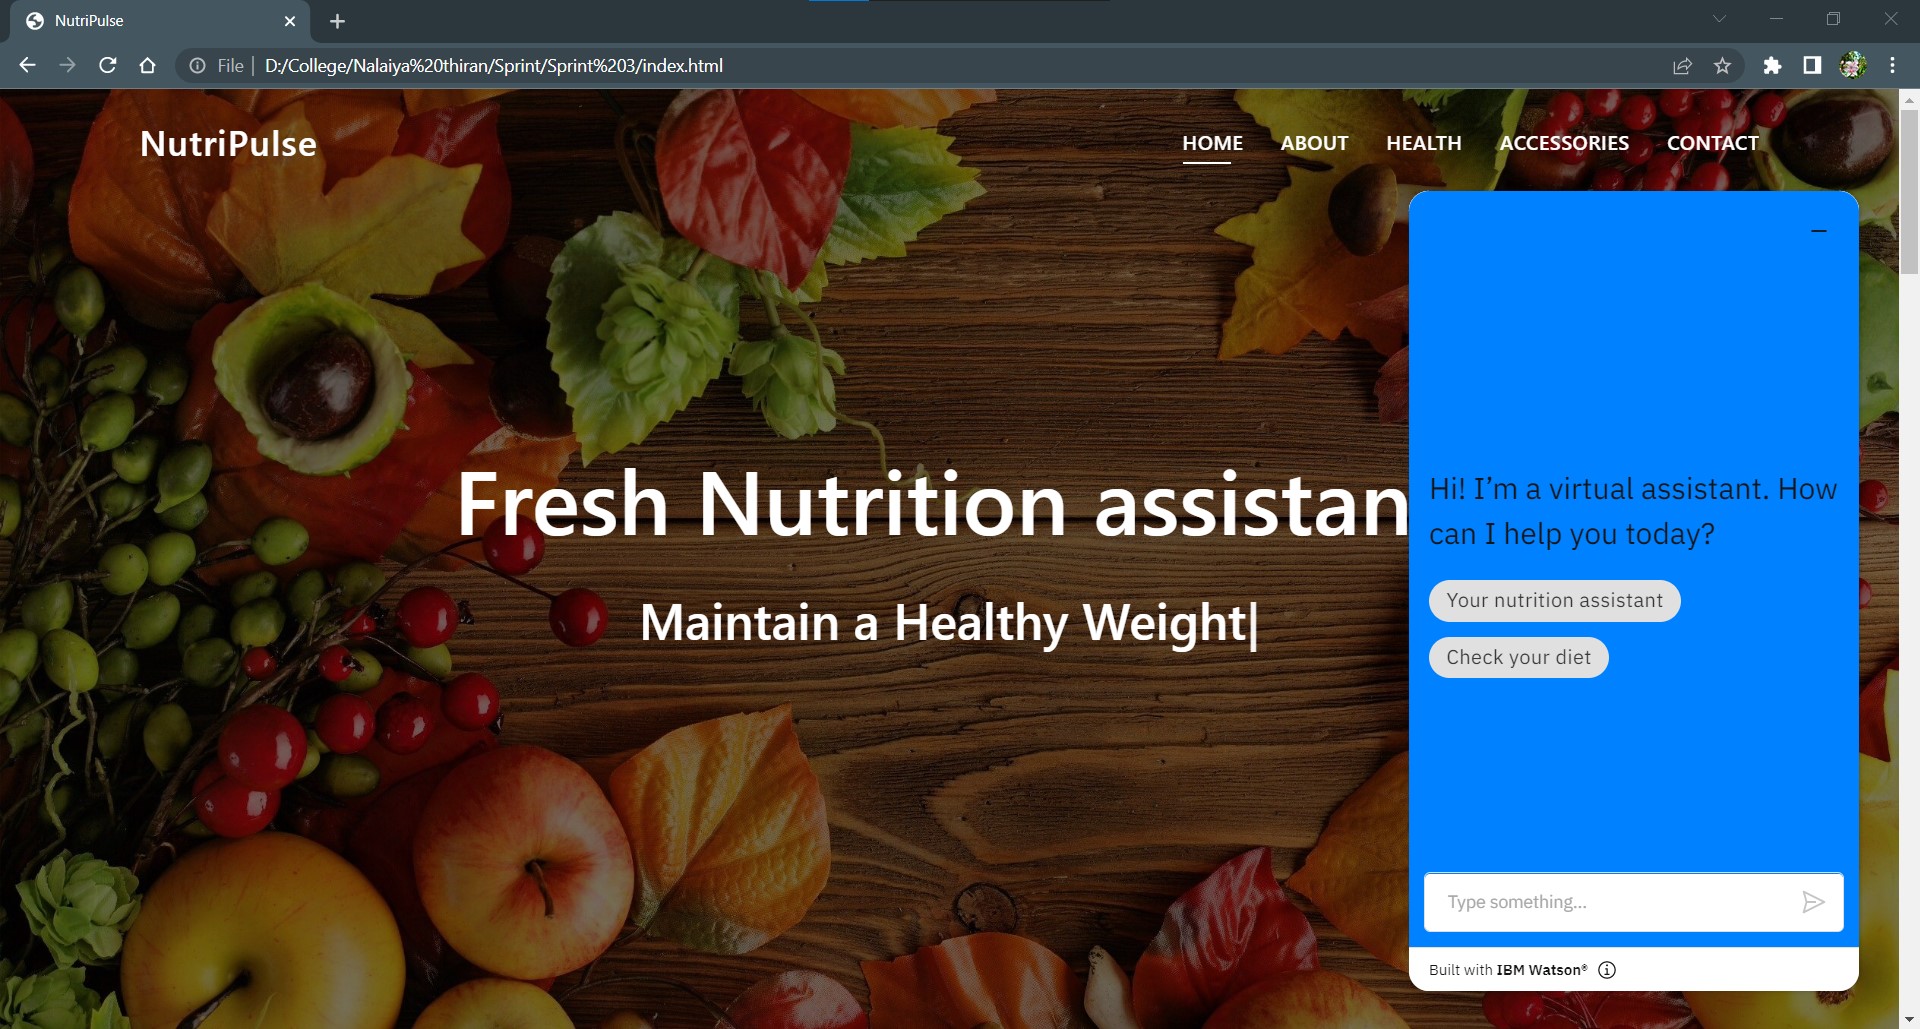 NutriPulse
File | D:/College/Nalaiya%20thiran/Sprint/Sprint%203/index.html
NutriPulse
HOME ABOUT HEALTH ACCESSORIES CONTACT
Fresh Nutrition assistan
Maintain a Healthy Weight|
Hi! I'm a virtual assistant. How
can I help you today?
Your nutrition assistant
Check your diet
Type something...
Built with IBM Watson®